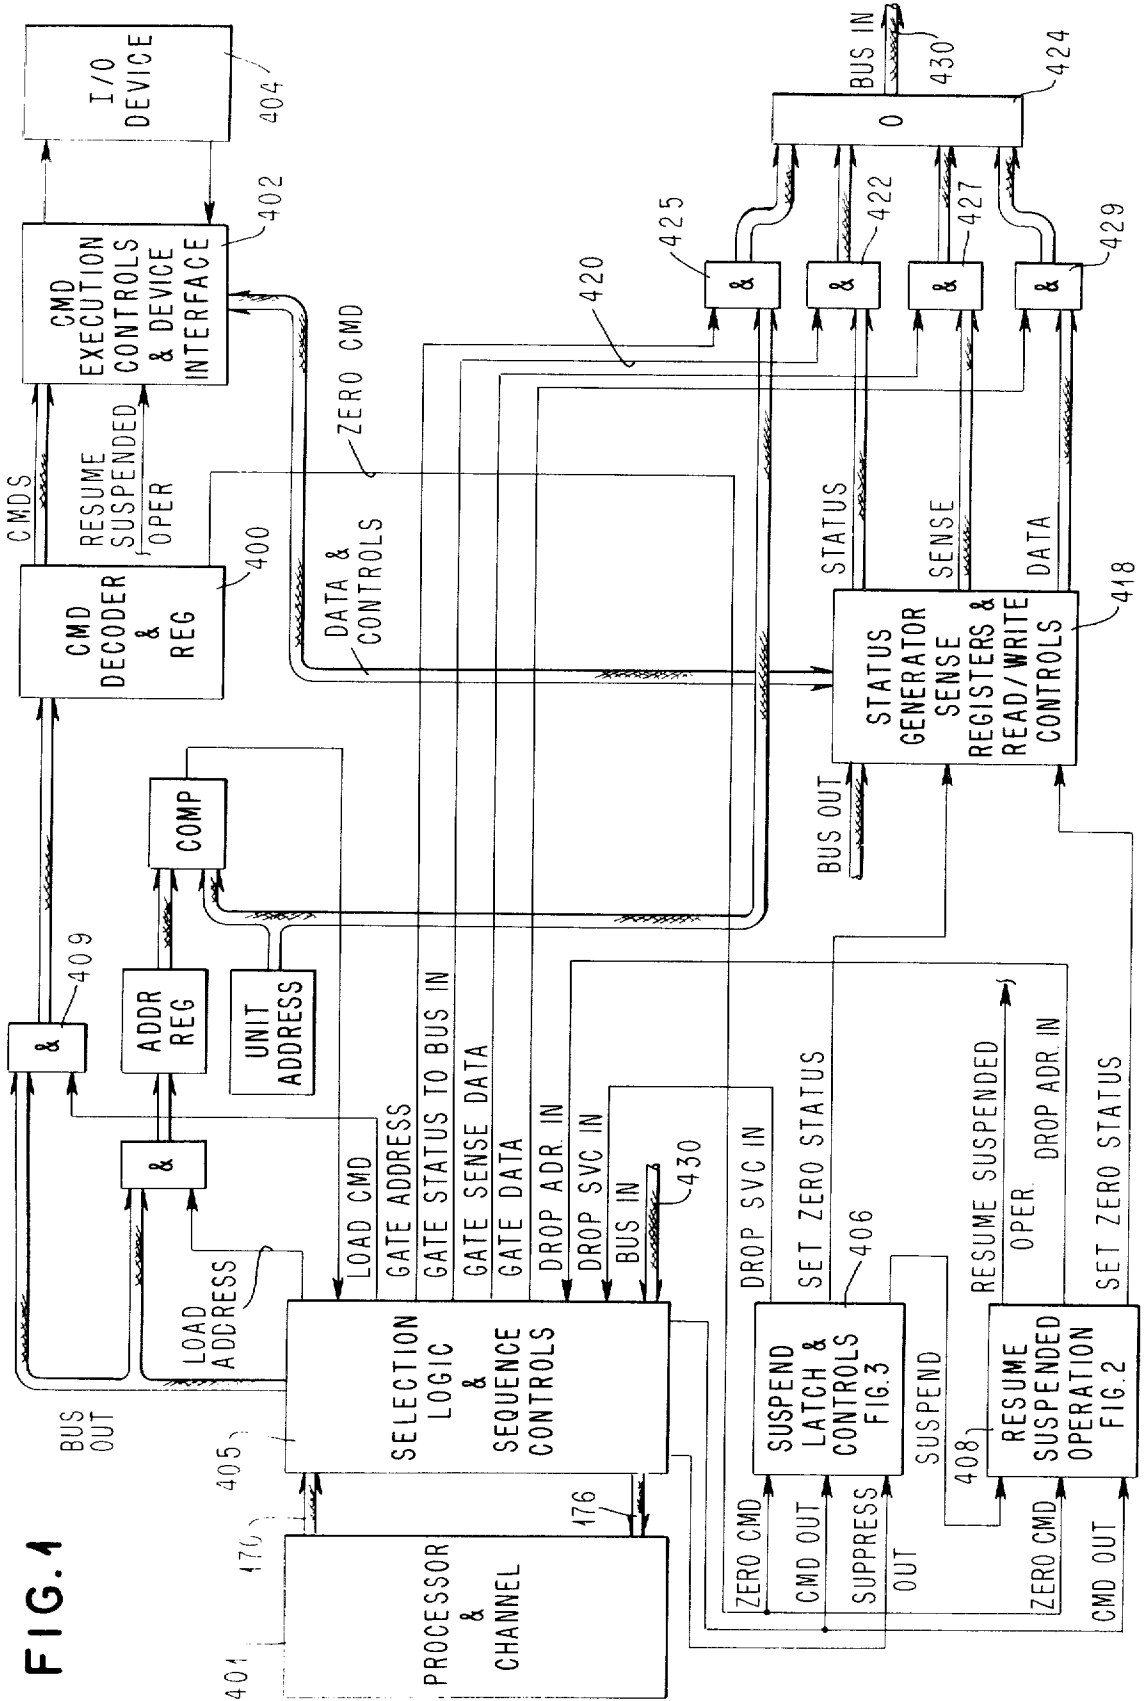 FIG.1
401
PROCESSOR
&
CHANNEL
176
176
405
SELECTION
LOGIC
&
SEQUENCE
CONTROLS
BUS
OUT
LOAD
ADDRESS
LOAD CMD
GATE ADDRESS
GATE STATUS TO BUS IN
GATE SENSE DATA
GATE DATA
DROP ADR. IN
DROP SVC IN
BUS IN
430
&
409
&
ADDR
REG
UNIT
ADDRESS
COMP
CMD
DECODER
&
REG
400
CMDS
RESUME
SUSPENDED
OPER
CMD
EXECUTION
CONTROLS
& DEVICE
INTERFACE
402
I/O
DEVICE
404
ZERO CMD
DATA &
CONTROLS
420
ZERO CMD
CMD OUT
SUPPRESS
OUT
SUSPEND
LATCH &
CONTROLS
FIG.3
406
DROP SVC IN
SET ZERO STATUS
SUSPEND
408
ZERO CMD
CMD OUT
RESUME
SUSPENDED
OPERATION
FIG.2
RESUME SUSPENDED
OPER.
DROP ADR. IN
SET ZERO STATUS
BUS OUT
STATUS
GENERATOR
SENSE
REGISTERS &
READ/WRITE
CONTROLS
418
STATUS
SENSE
DATA
&
425
&
422
&
427
&
429
O
424
BUS IN
430